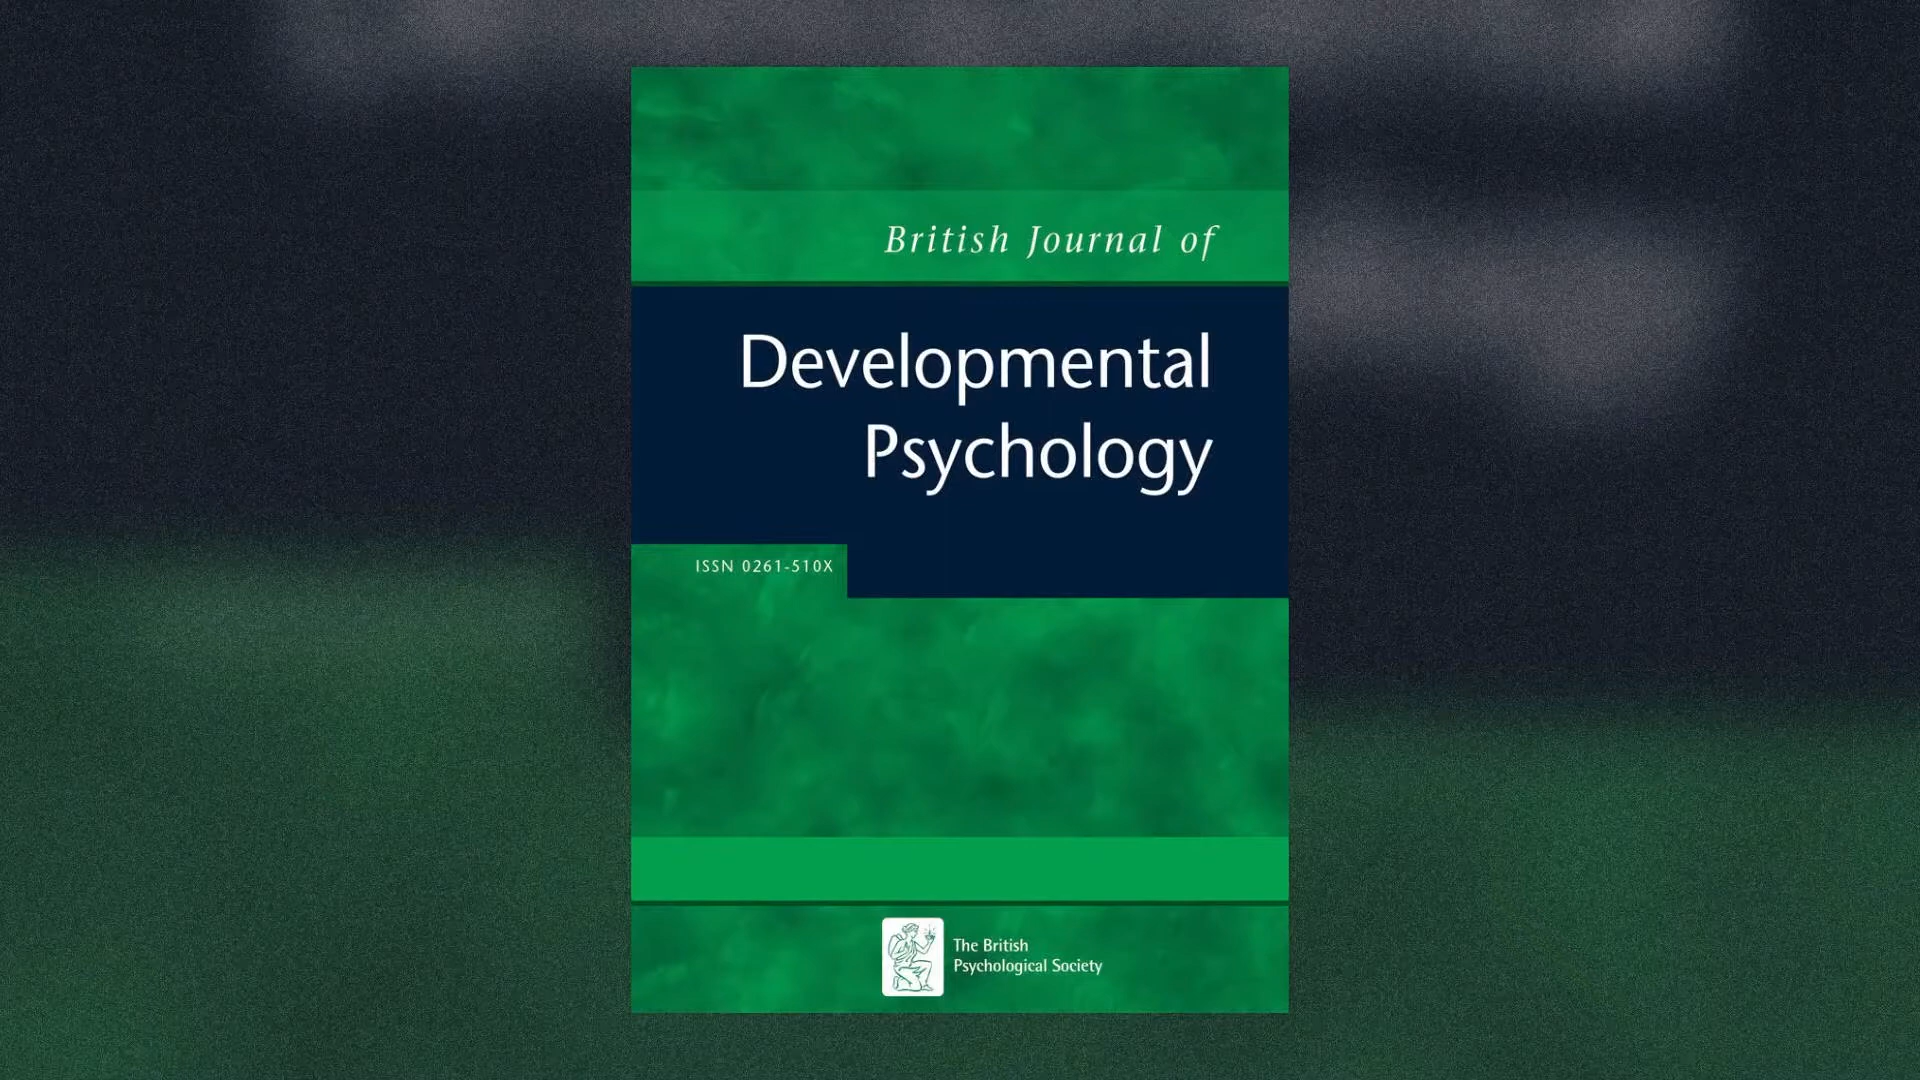 British Journal of
Developmental
Psychology
ISSN 0261-510X
The British
Psychological Society